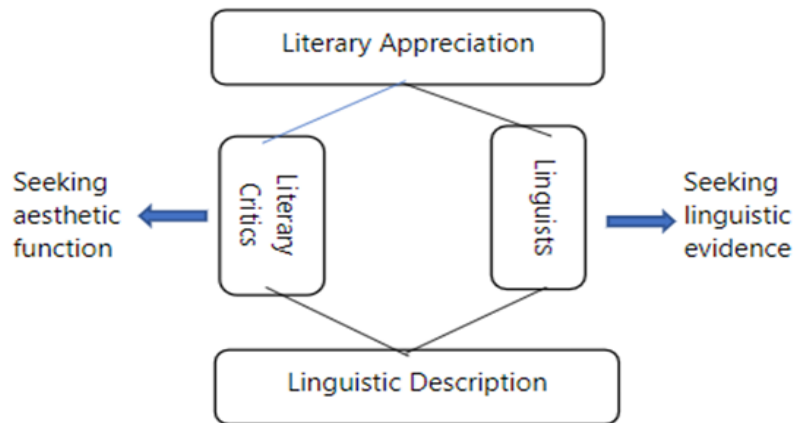 Literary Appreciation
Seeking
aesthetic
function
Literary
Critics
Linguists
Seeking
linguistic
evidence
Linguistic Description